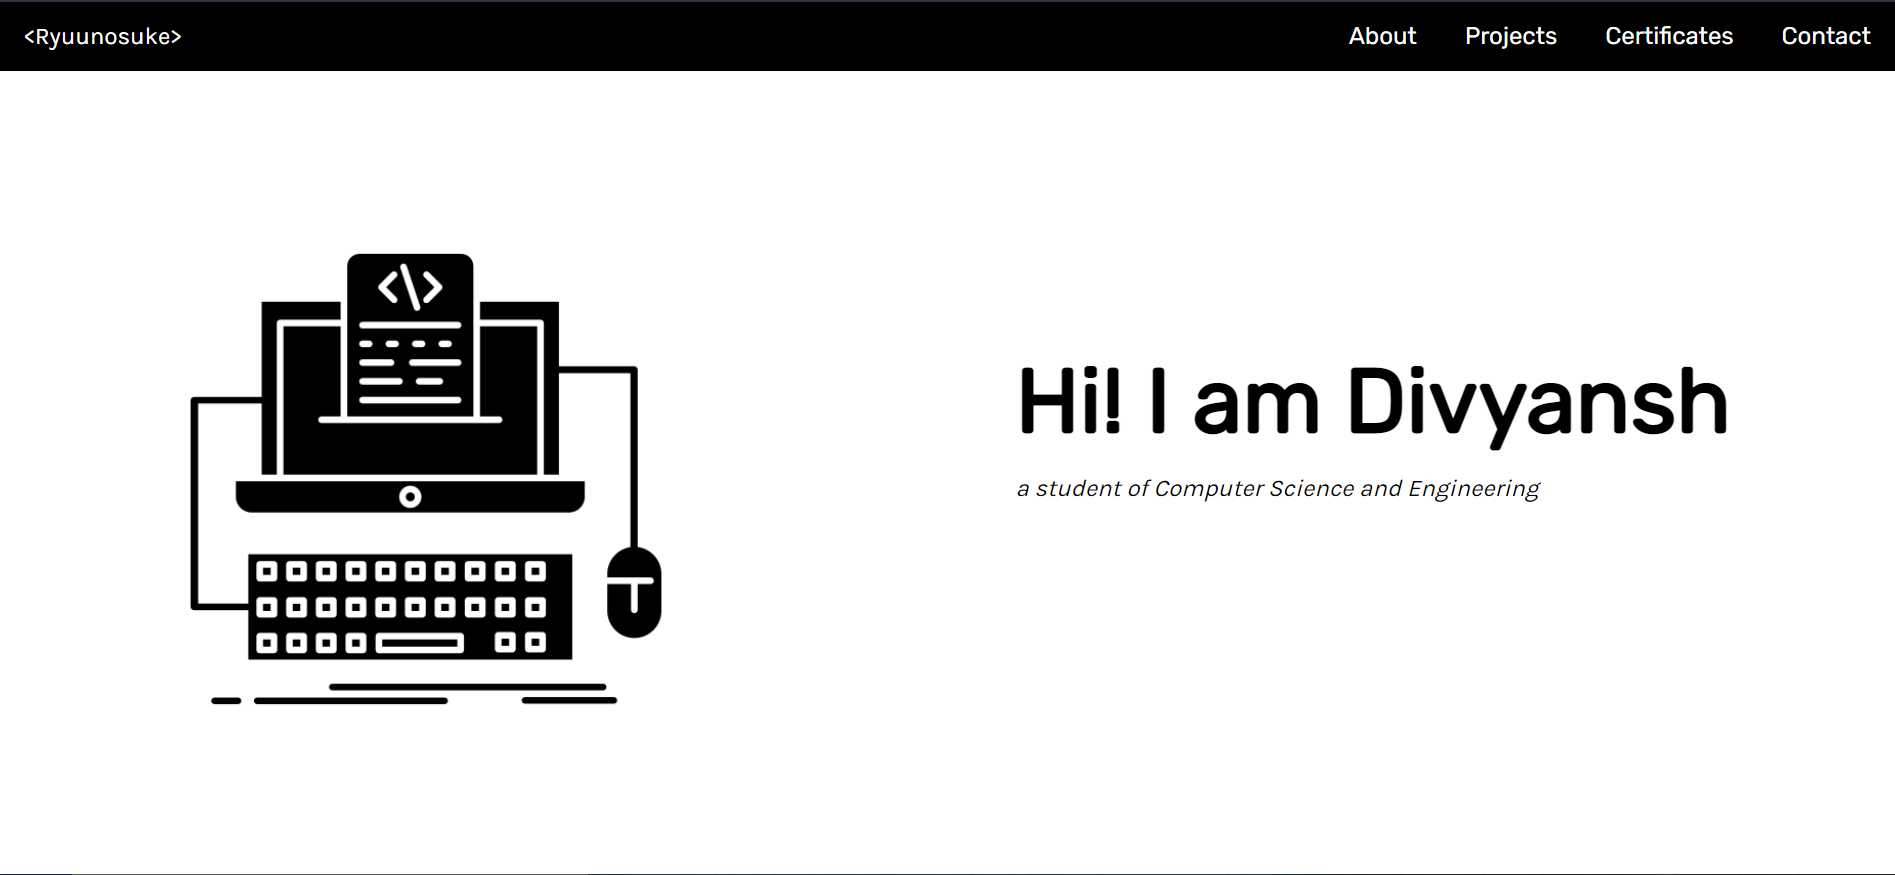 <Ryuunosuke>
About Projects Certificates Contact
</>
Hi! I am Divyansh
a student of Computer Science and Engineering